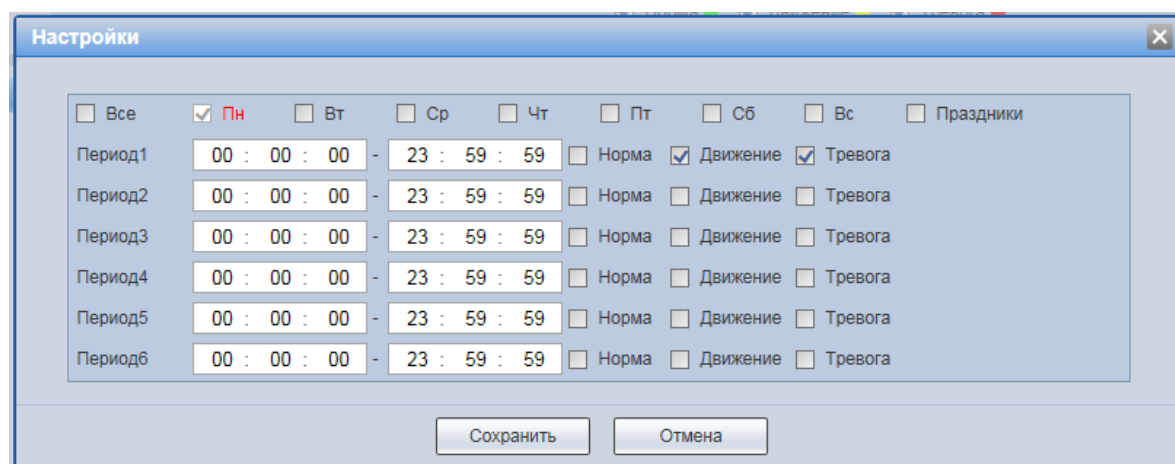 Настройки
Все Пн Вт Ср Чт Пт Сб Вс Праздники
Период1 00 : 00 : 00 - 23 : 59 : 59 Норма Движение Тревога
Период2 00 : 00 : 00 - 23 : 59 : 59 Норма Движение Тревога
Период3 00 : 00 : 00 - 23 : 59 : 59 Норма Движение Тревога
Период4 00 : 00 : 00 - 23 : 59 : 59 Норма Движение Тревога
Период5 00 : 00 : 00 - 23 : 59 : 59 Норма Движение Тревога
Период6 00 : 00 : 00 - 23 : 59 : 59 Норма Движение Тревога
Сохранить Отмена